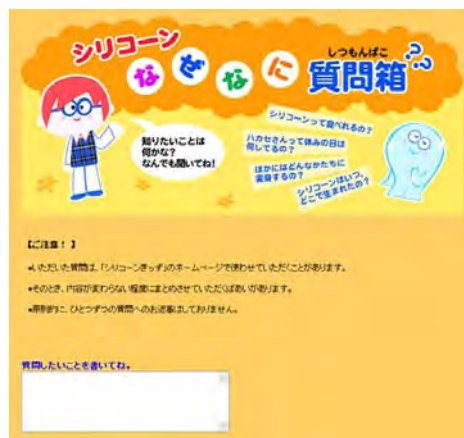 シリコーン
なぜなに
しつもんばこ
質問箱??
知りたいことは
何かな?
なんでも聞いてね!
シリコーンって食べれるの?
ハカセさんって休みの日は
何してるの?
ほかにはどんなかたちに
変身するの?
シリコーンはいつ、
どこで生まれたの?
【ご注意! 】
●いただいた質問は、「シリコーンきっず」のホームページで使わせていただくことがあります。
●そのとき、内容が変わらない程度にまとめさせていただくばあいがあります。
●原則的に、ひとつずつの質問へのお返事はしておりません。
質問したいことを書いてね。